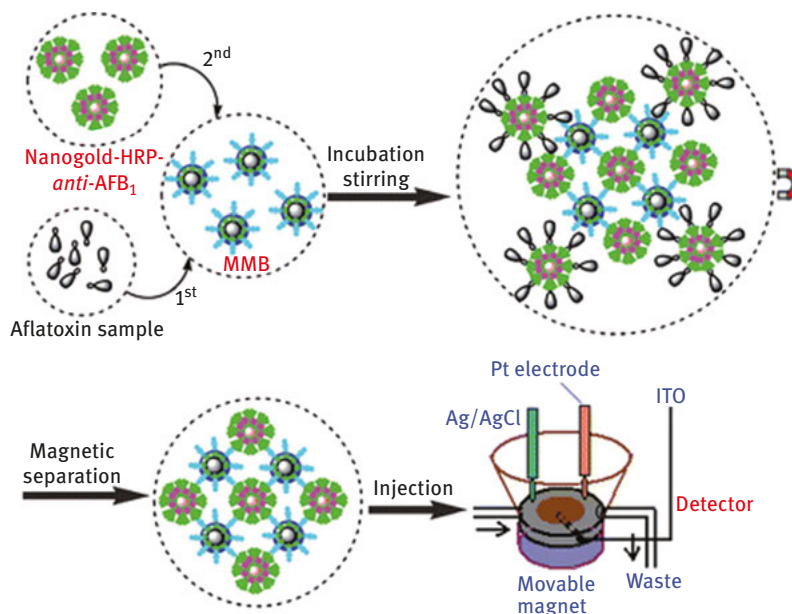 2nd
Nanogold-HRP-
anti-AFB1
Incubation
stirring
MMB
1st
Aflatoxin sample
Pt electrode
Ag/AgCl
ITO
Magnetic
separation
Injection
Detector
Movable
magnet
Waste